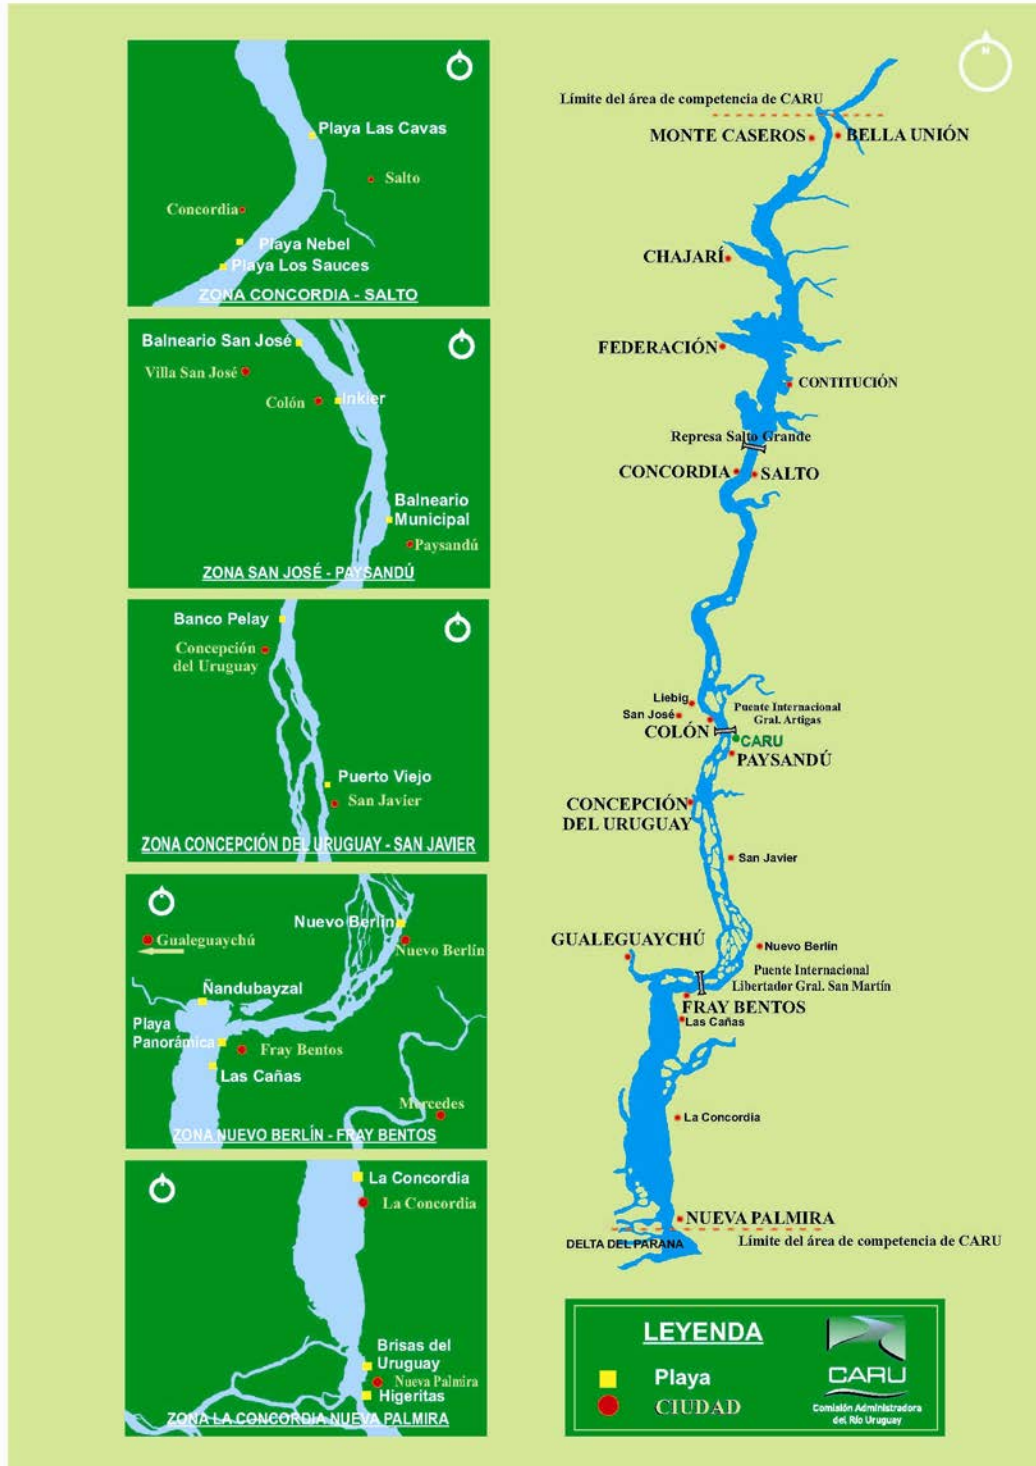 Playa Las Cavas
Salto
Concordia
Playa Nebel
Playa Los Sauces
ZONA CONCORDIA - SALTO
Balneario San José
Villa San José
Colón
Inkier
Balneario
Municipal
Paysandú
ZONA SAN JOSÉ - PAYSANDÚ
Banco Pelay
Concepción
del Uruguay
Puerto Viejo
San Javier
ZONA CONCEPCIÓN DEL URUGUAY - SAN JAVIER
Nuevo Berlín
Gualeguaychú
Nuevo Berlín
Ñandubayzal
Playa
Panorámica
Fray Bentos
Las Cañas
Mercedes
ZONA NUEVO BERLÍN - FRAY BENTOS
La Concordia
La Concordia
Brisas del
Uruguay
Nueva Palmira
Higeritas
ZONA LA CONCORDIA NUEVA PALMIRA
N
Límite del área de competencia de CARU
MONTE CASEROS
BELLA UNIÓN
CHAJARÍ
FEDERACIÓN
CONTITUCIÓN
Represa Salto Grande
CONCORDIA
SALTO
Liebig
San José
Puente Internacional
Gral. Artigas
COLÓN
CARU
PAYSANDÚ
CONCEPCIÓN
DEL URUGUAY
San Javier
GUALEGUAYCHÚ
Nuevo Berlín
Puente Internacional
Libertador Gral. San Martín
FRAY BENTOS
Las Cañas
La Concordia
NUEVA PALMIRA
DELTA DEL PARANA
Límite del área de competencia de CARU
LEYENDA
Playa
CIUDAD
CARU
Comisión Administradora
del Río Uruguay